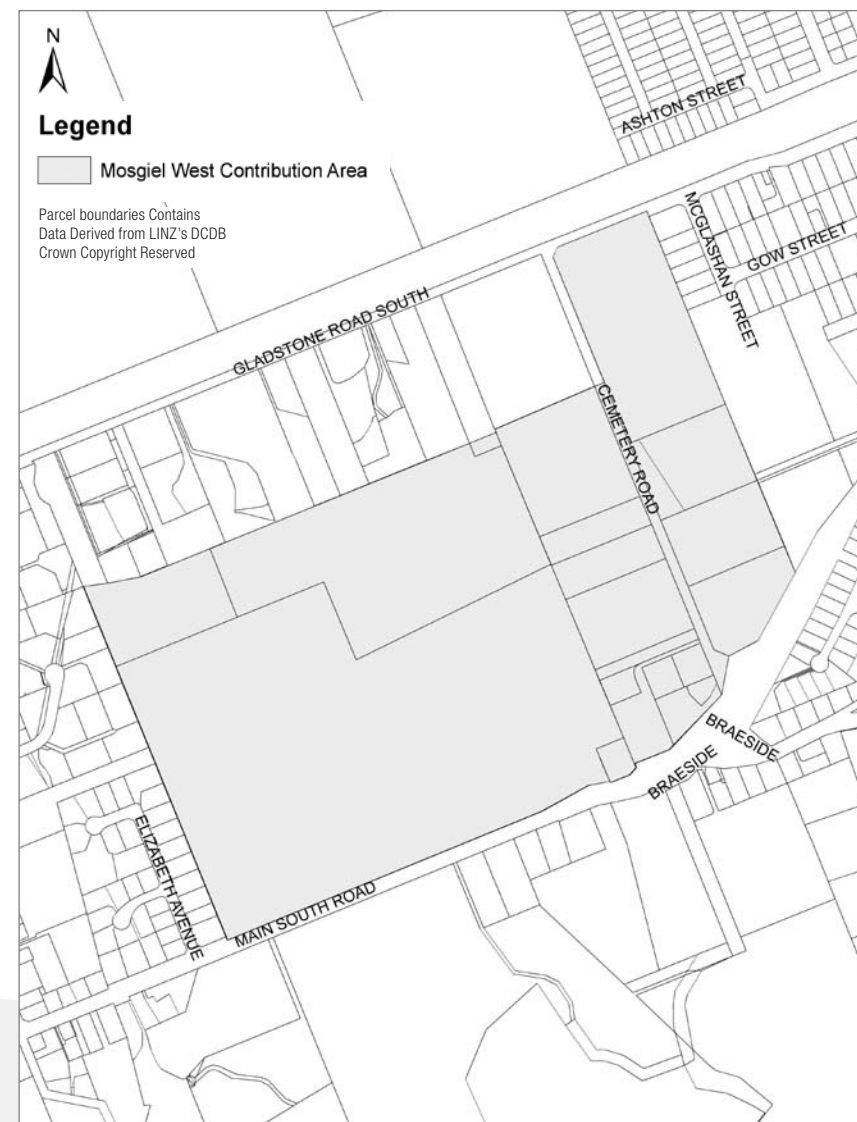 N
Legend
Mosgiel West Contribution Area
Parcel boundaries Contains
Data Derived from LINZ's DCDB
Crown Copyright Reserved
ASHTON STREET
MCGLASHAN STREET
GOW STREET
GLADSTONE ROAD SOUTH
CEMETERY ROAD
BRAESIDE
BRAESIDE
ELIZABETH AVENUE
MAIN SOUTH ROAD